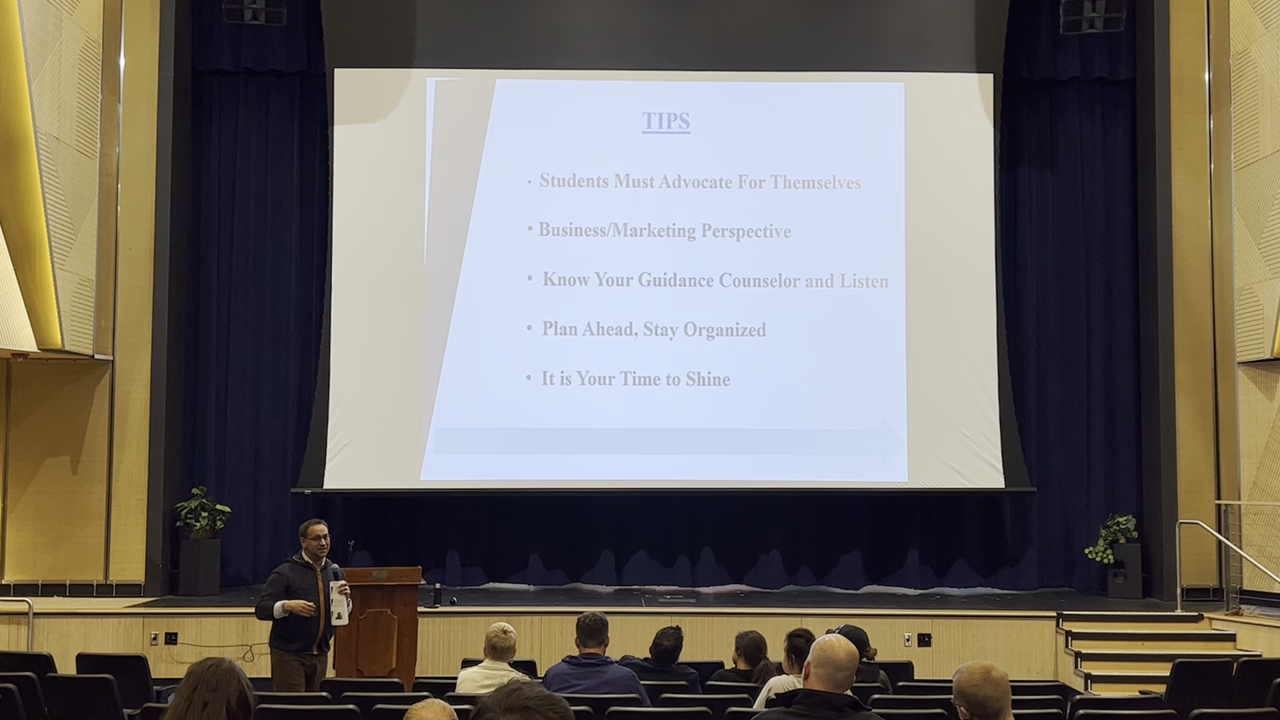 TIPS
• Students Must Advocate For Themselves
• Business/Marketing Perspective
• Know Your Guidance Counselor and Listen
• Plan Ahead, Stay Organized
• It is Your Time to Shine